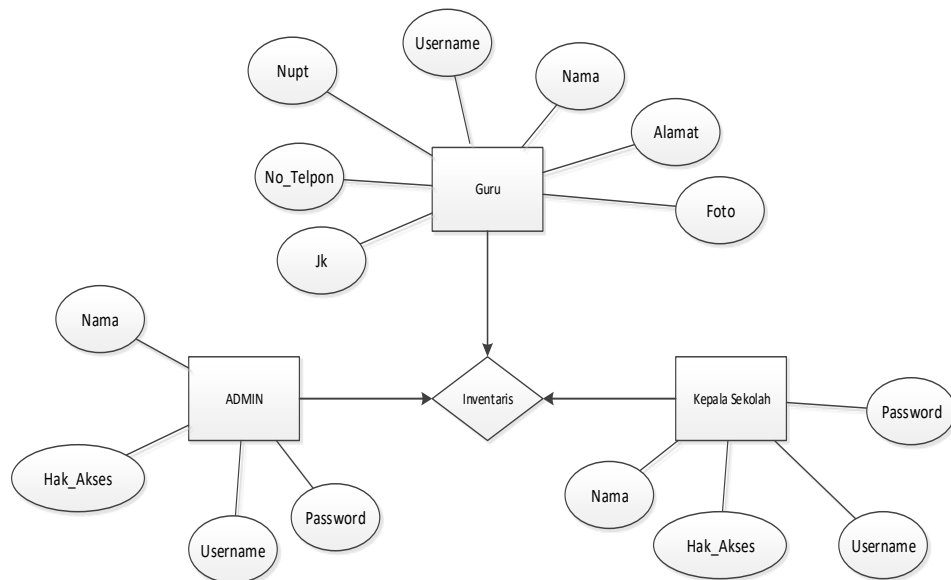 Username
Nupt
Nama
Alamat
No_Telpon
Guru
Foto
Jk
Nama
ADMIN
Inventaris
Kepala Sekolah
Password
Hak_Akses
Nama
Password
Username
Hak_Akses
Username